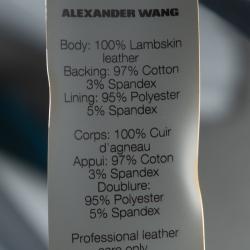 ALEXANDER WANG
Body: 100% Lambskin
leather
Backing: 97% Cotton
3% Spandex
Lining: 95% Polyester
5% Spandex
Corps: 100% Cuir
d'agneau
Appui: 97% Coton
3% Spandex
Doublure:
95% Polyester
5% Spandex
Professional leather
care only